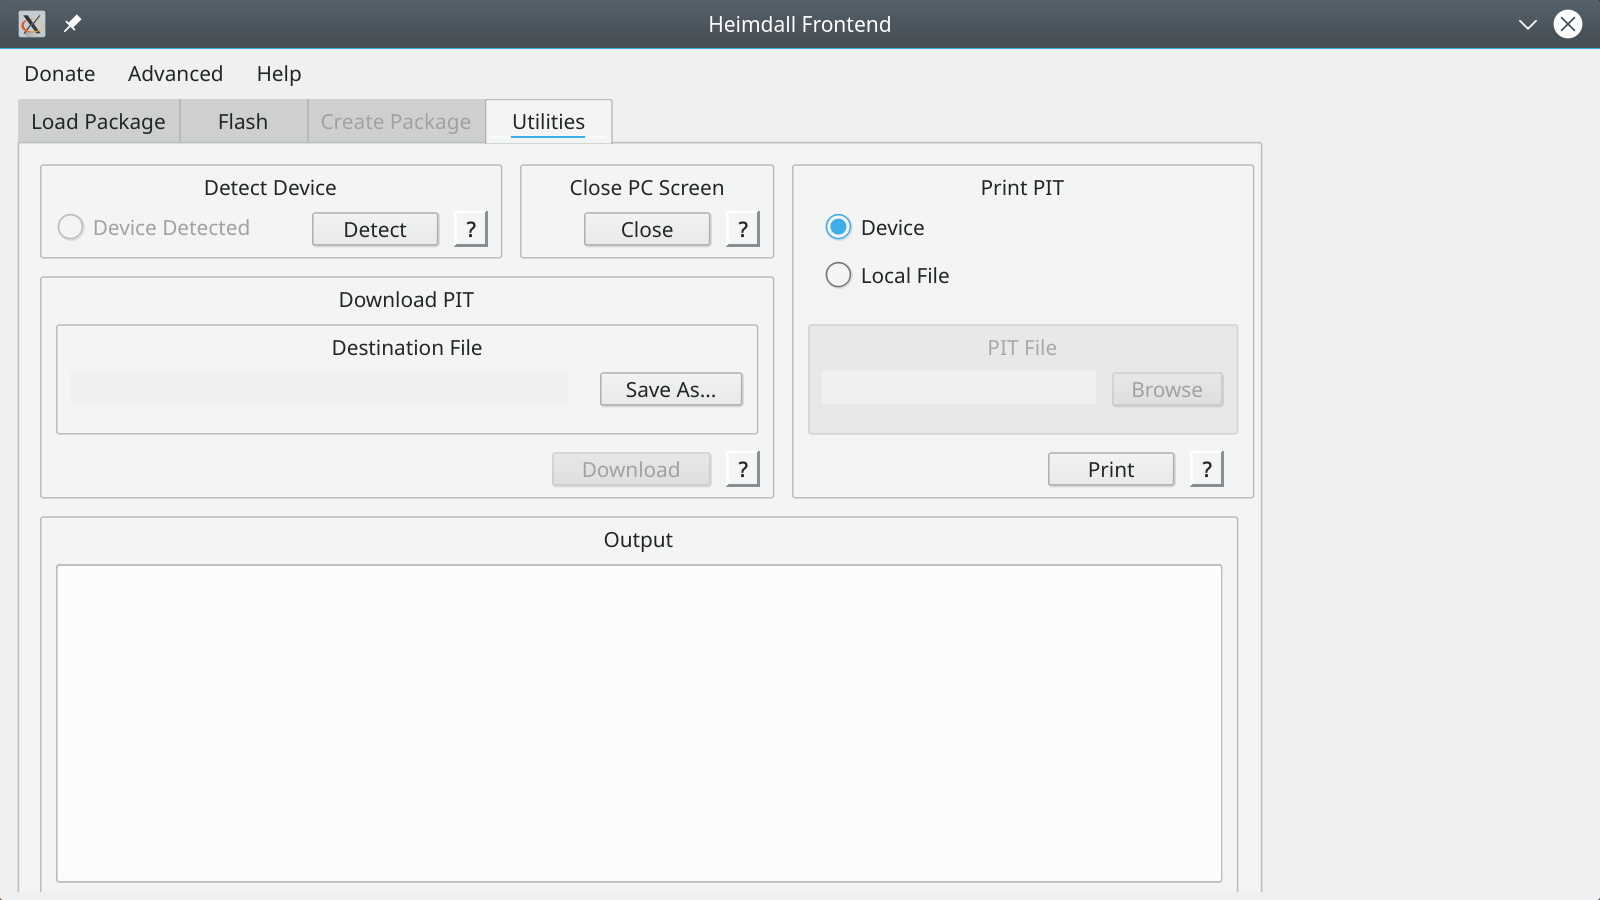 Heimdall Frontend
Donate Advanced Help
Load Package Flash Create Package Utilities
Detect Device
Device Detected Detect ?
Close PC Screen
Close ?
Print PIT
Device
Local File
PIT File
Browse
Print ?
Download PIT
Destination File
Save As...
Download ?
Output